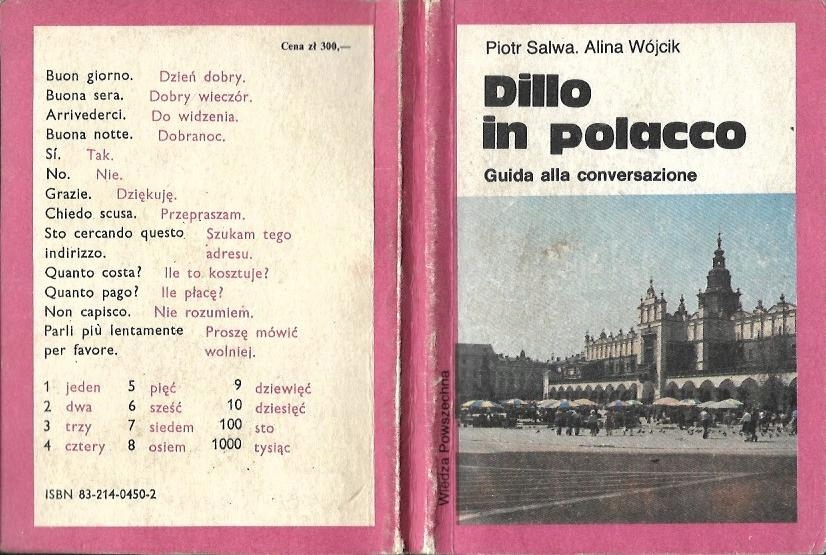 Cena zł 300,—
Buon giorno. Dzień dobry.
Buona sera. Dobry wieczór.
Arrivederci. Do widzenia.
Buona notte. Dobranoc.
Sí. Tak.
No. Nie.
Grazie. Dziękuję.
Chiedo scusa. Przepraszam.
Sto cercando questo Szukam tego
indirizzo. adresu.
Quanto costa? Ile to kosztuje?
Quanto pago? Ile płacę?
Non capisco. Nie rozumiem.
Parli più lentamente Proszę mówić
per favore. wolniej.
1 jeden 5 pięć 9 dziewięć
2 dwa 6 sześć 10 dziesięć
3 trzy 7 siedem 100 sto
4 cztery 8 osiem 1000 tysiąc
ISBN 83-214-0450-2
Wiedza Powszechna
Piotr Salwa. Alina Wójcik
Dillo
in polacco
Guida alla conversazione